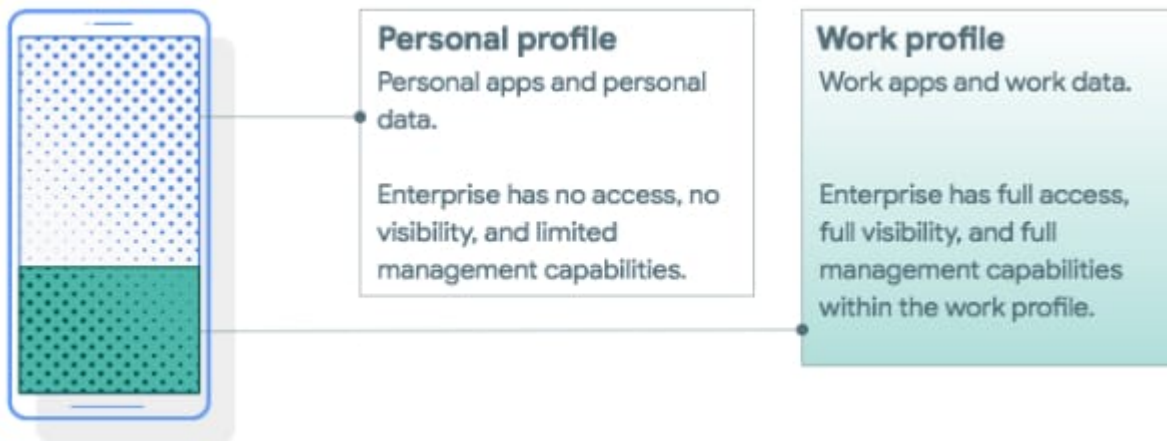 Personal profile
Personal apps and personal
data.
Enterprise has no access, no
visibility, and limited
management capabilities.
Work profile
Work apps and work data.
Enterprise has full access,
full visibility, and full
management capabilities
within the work profile.